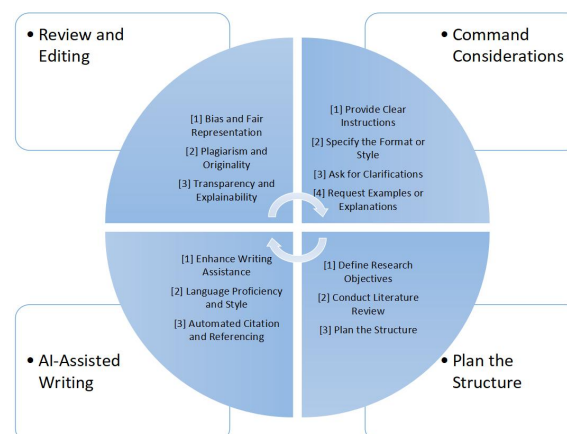 • Review and
Editing
• Command
Considerations
[1] Bias and Fair
Representation
[2] Plagiarism and
Originality
[3] Transparency and
Explainability
[1] Provide Clear
Instructions
[2] Specify the Format or
Style
[3] Ask for Clarifications
[4] Request Examples or
Explanations
[1] Enhance Writing
Assistance
[2] Language Proficiency
and Style
[3] Automated Citation
and Referencing
[1] Define Research
Objectives
[2] Conduct Literature
Review
[3] Plan the Structure
• AI-Assisted
Writing
• Plan the
Structure